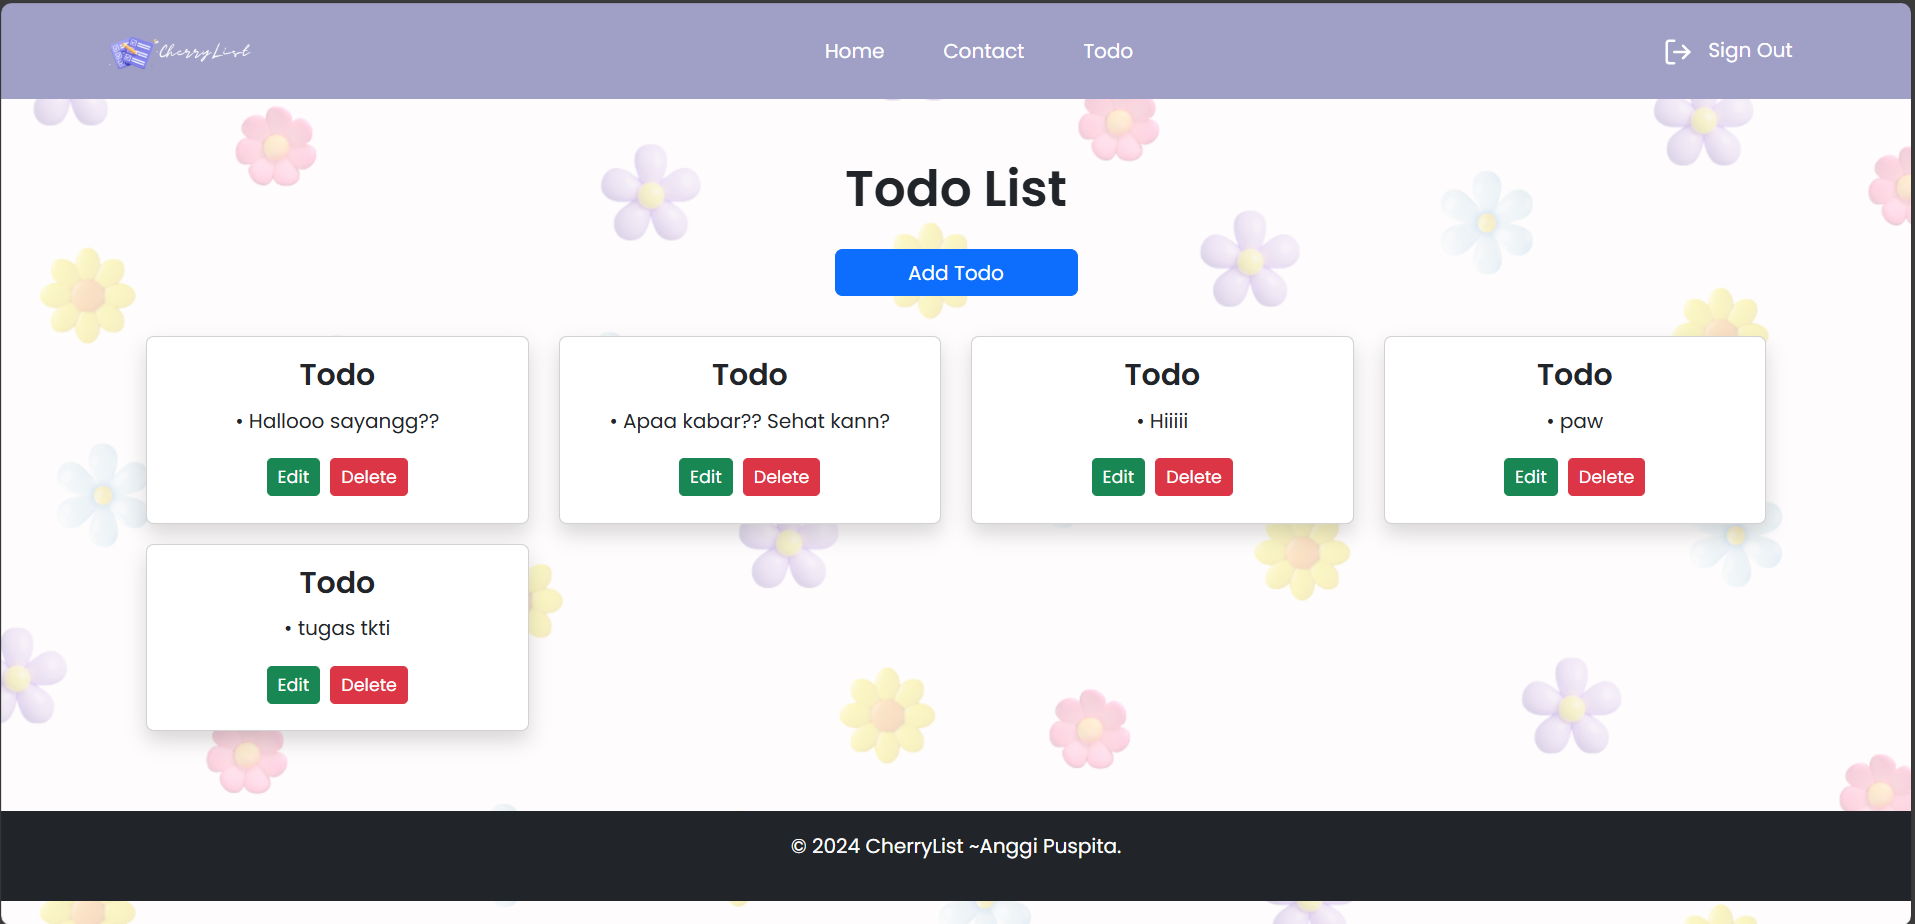 CherryList
Home Contact Todo
Sign Out
Todo List
Add Todo
Todo
• Hallooo sayangg??
Edit Delete
Todo
• Apaa kabar?? Sehat kann?
Edit Delete
Todo
• Hiiiii
Edit Delete
Todo
• paw
Edit Delete
Todo
• tugas tkti
Edit Delete
© 2024 CherryList ~Anggi Puspita.